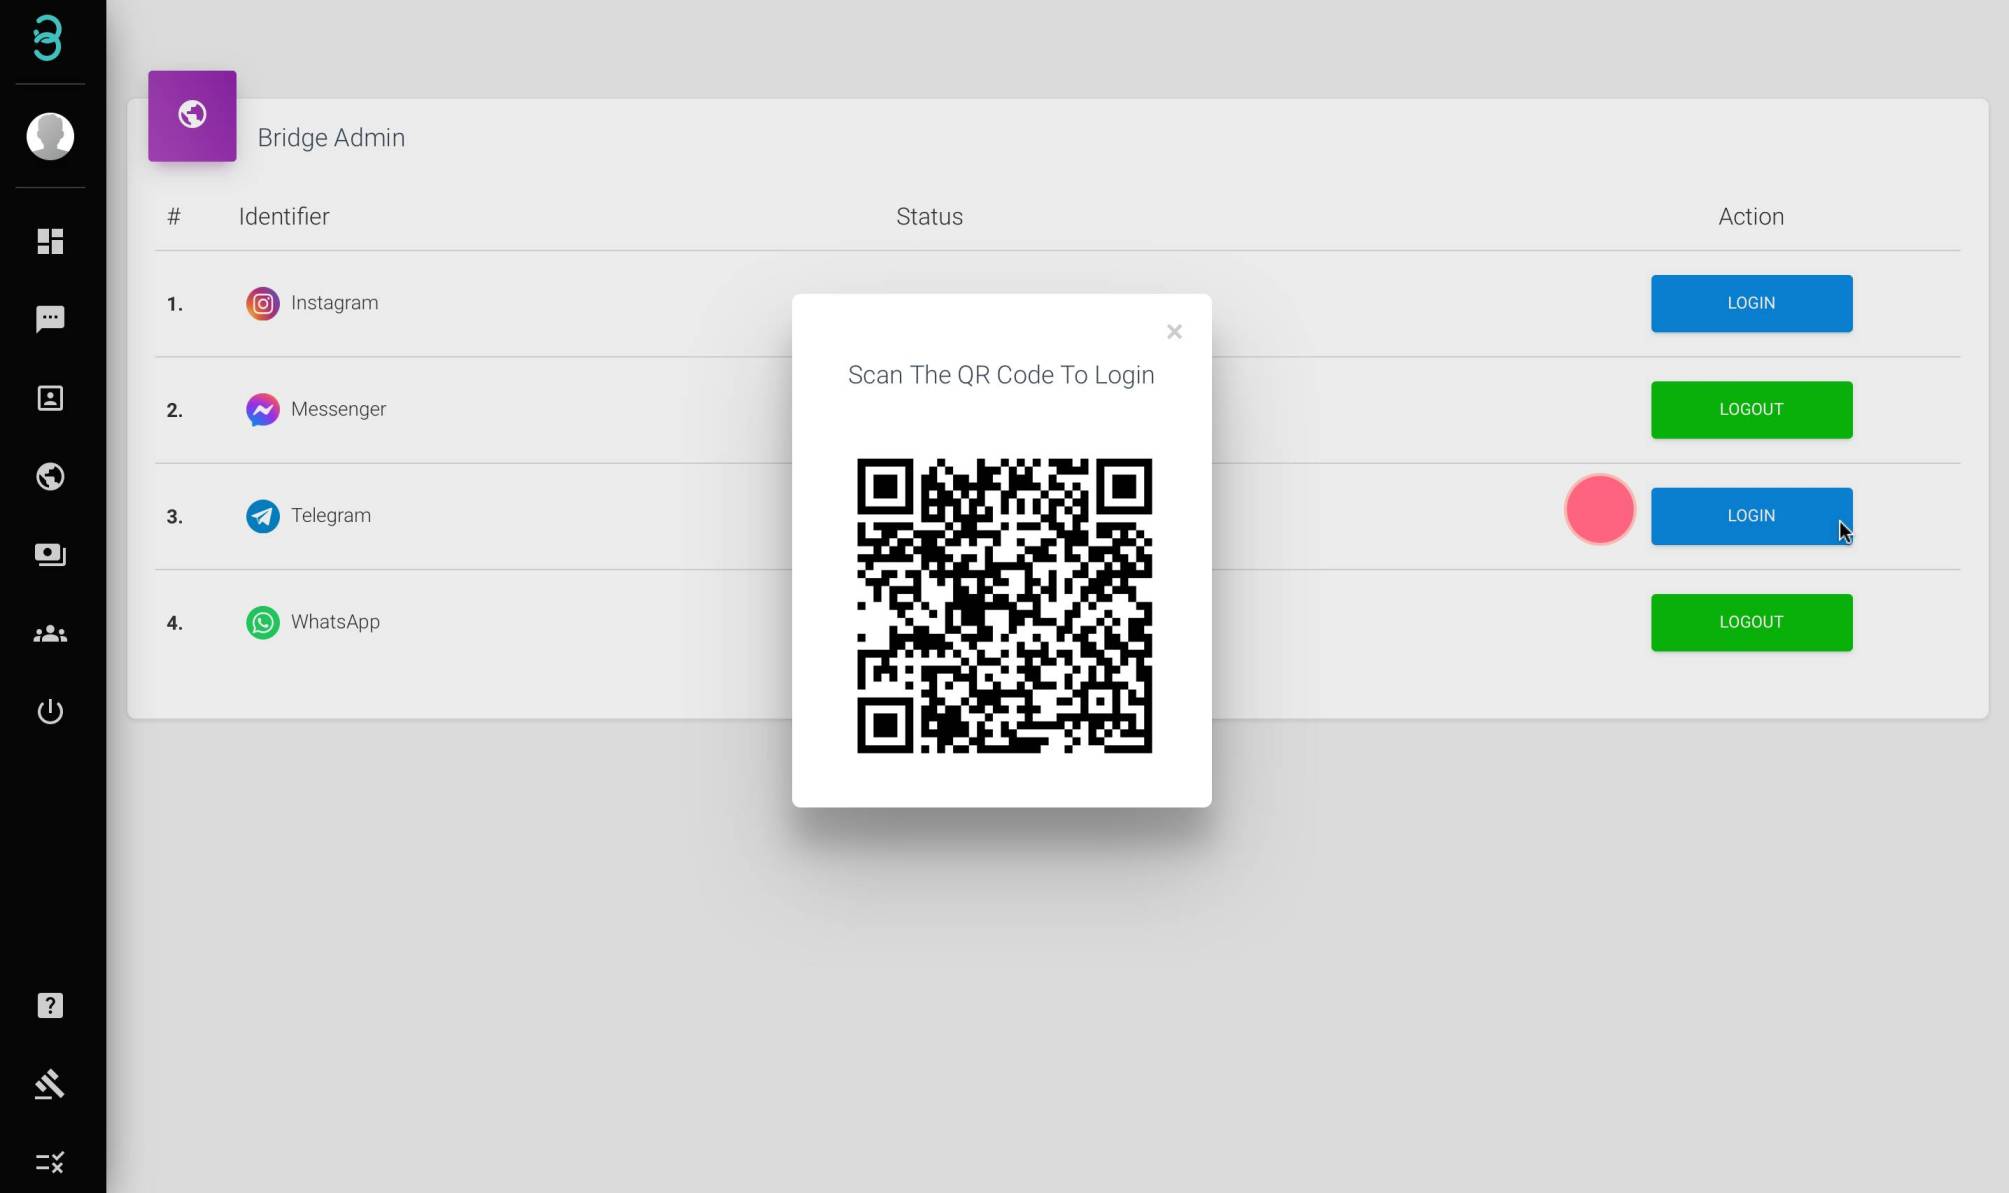 Bridge Admin
# Identifier Status Action
1. Instagram LOGIN
2. Messenger LOGOUT
3. Telegram LOGIN
4. WhatsApp LOGOUT
×
Scan The QR Code To Login